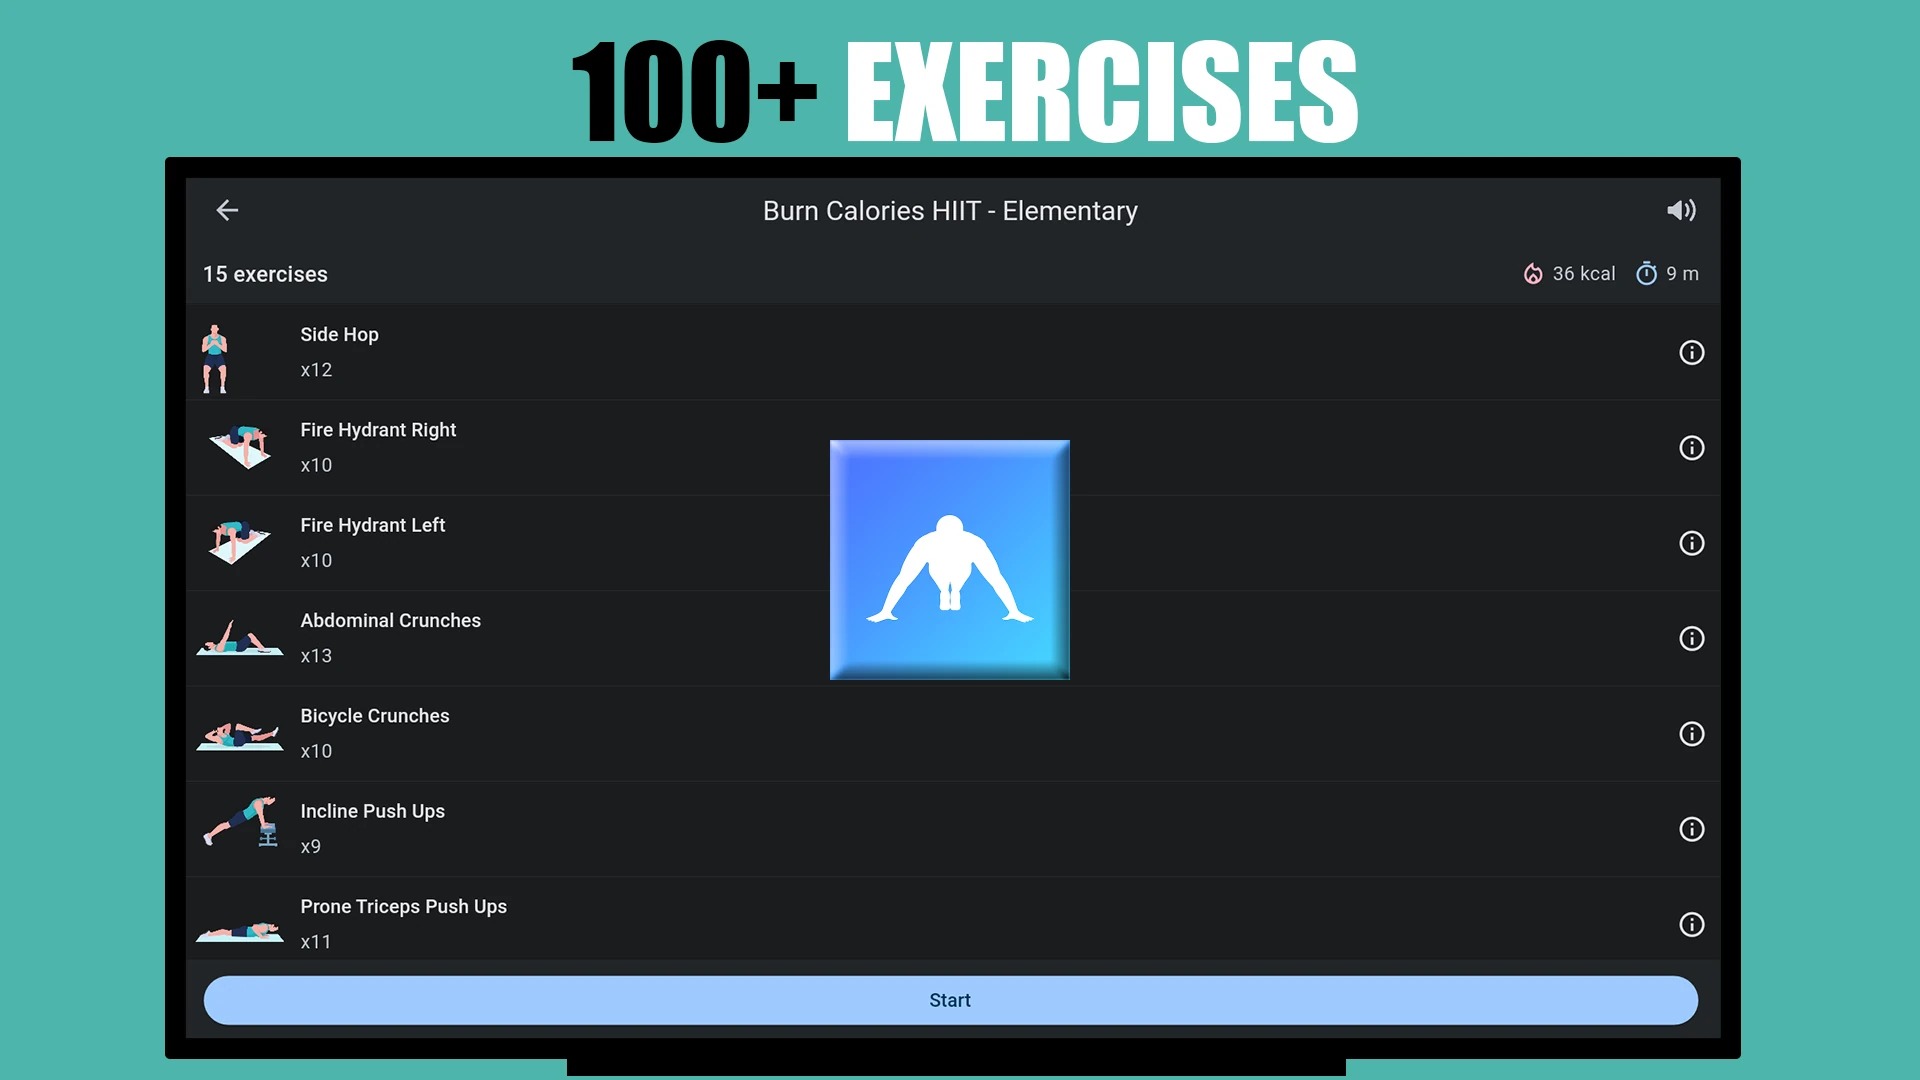 100+ EXERCISES
Burn Calories HIIT - Elementary
15 exercises
36 kcal
9 m
Side Hop
x12
Fire Hydrant Right
x10
Fire Hydrant Left
x10
Abdominal Crunches
x13
Bicycle Crunches
x10
Incline Push Ups
x9
Prone Triceps Push Ups
x11
Start